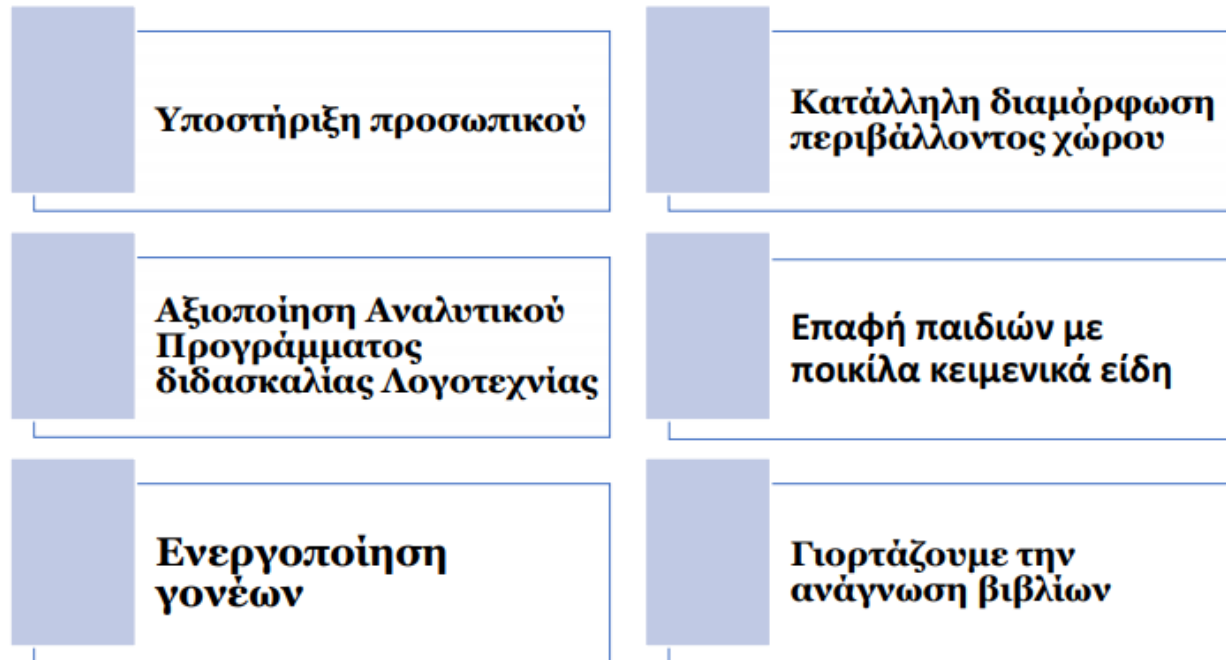 Υποστήριξη προσωπικού
Κατάλληλη διαμόρφωση
περιβάλλοντος χώρου
Αξιοποίηση Αναλυτικού
Προγράμματος
διδασκαλίας Λογοτεχνίας
Επαφή παιδιών με
ποικίλα κειμενικά είδη
Ενεργοποίηση
γονέων
Γιορτάζουμε την
ανάγνωση βιβλίων